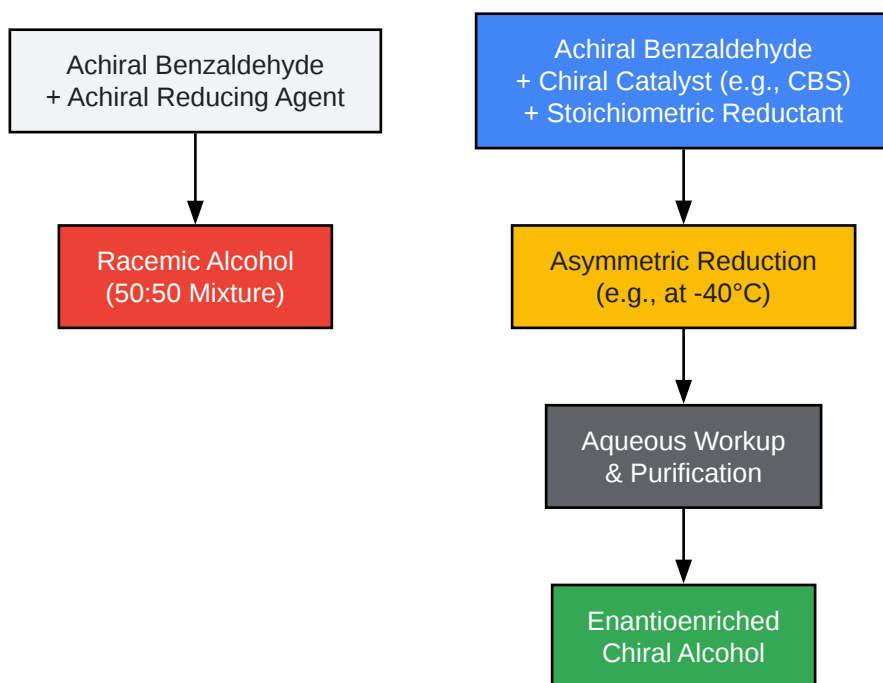 Achiral Benzaldehyde
+ Achiral Reducing Agent
Racemic Alcohol
(50:50 Mixture)
Achiral Benzaldehyde
+ Chiral Catalyst (e.g., CBS)
+ Stoichiometric Reductant
Asymmetric Reduction
(e.g., at -40°C)
Aqueous Workup
& Purification
Enantioenriched
Chiral Alcohol